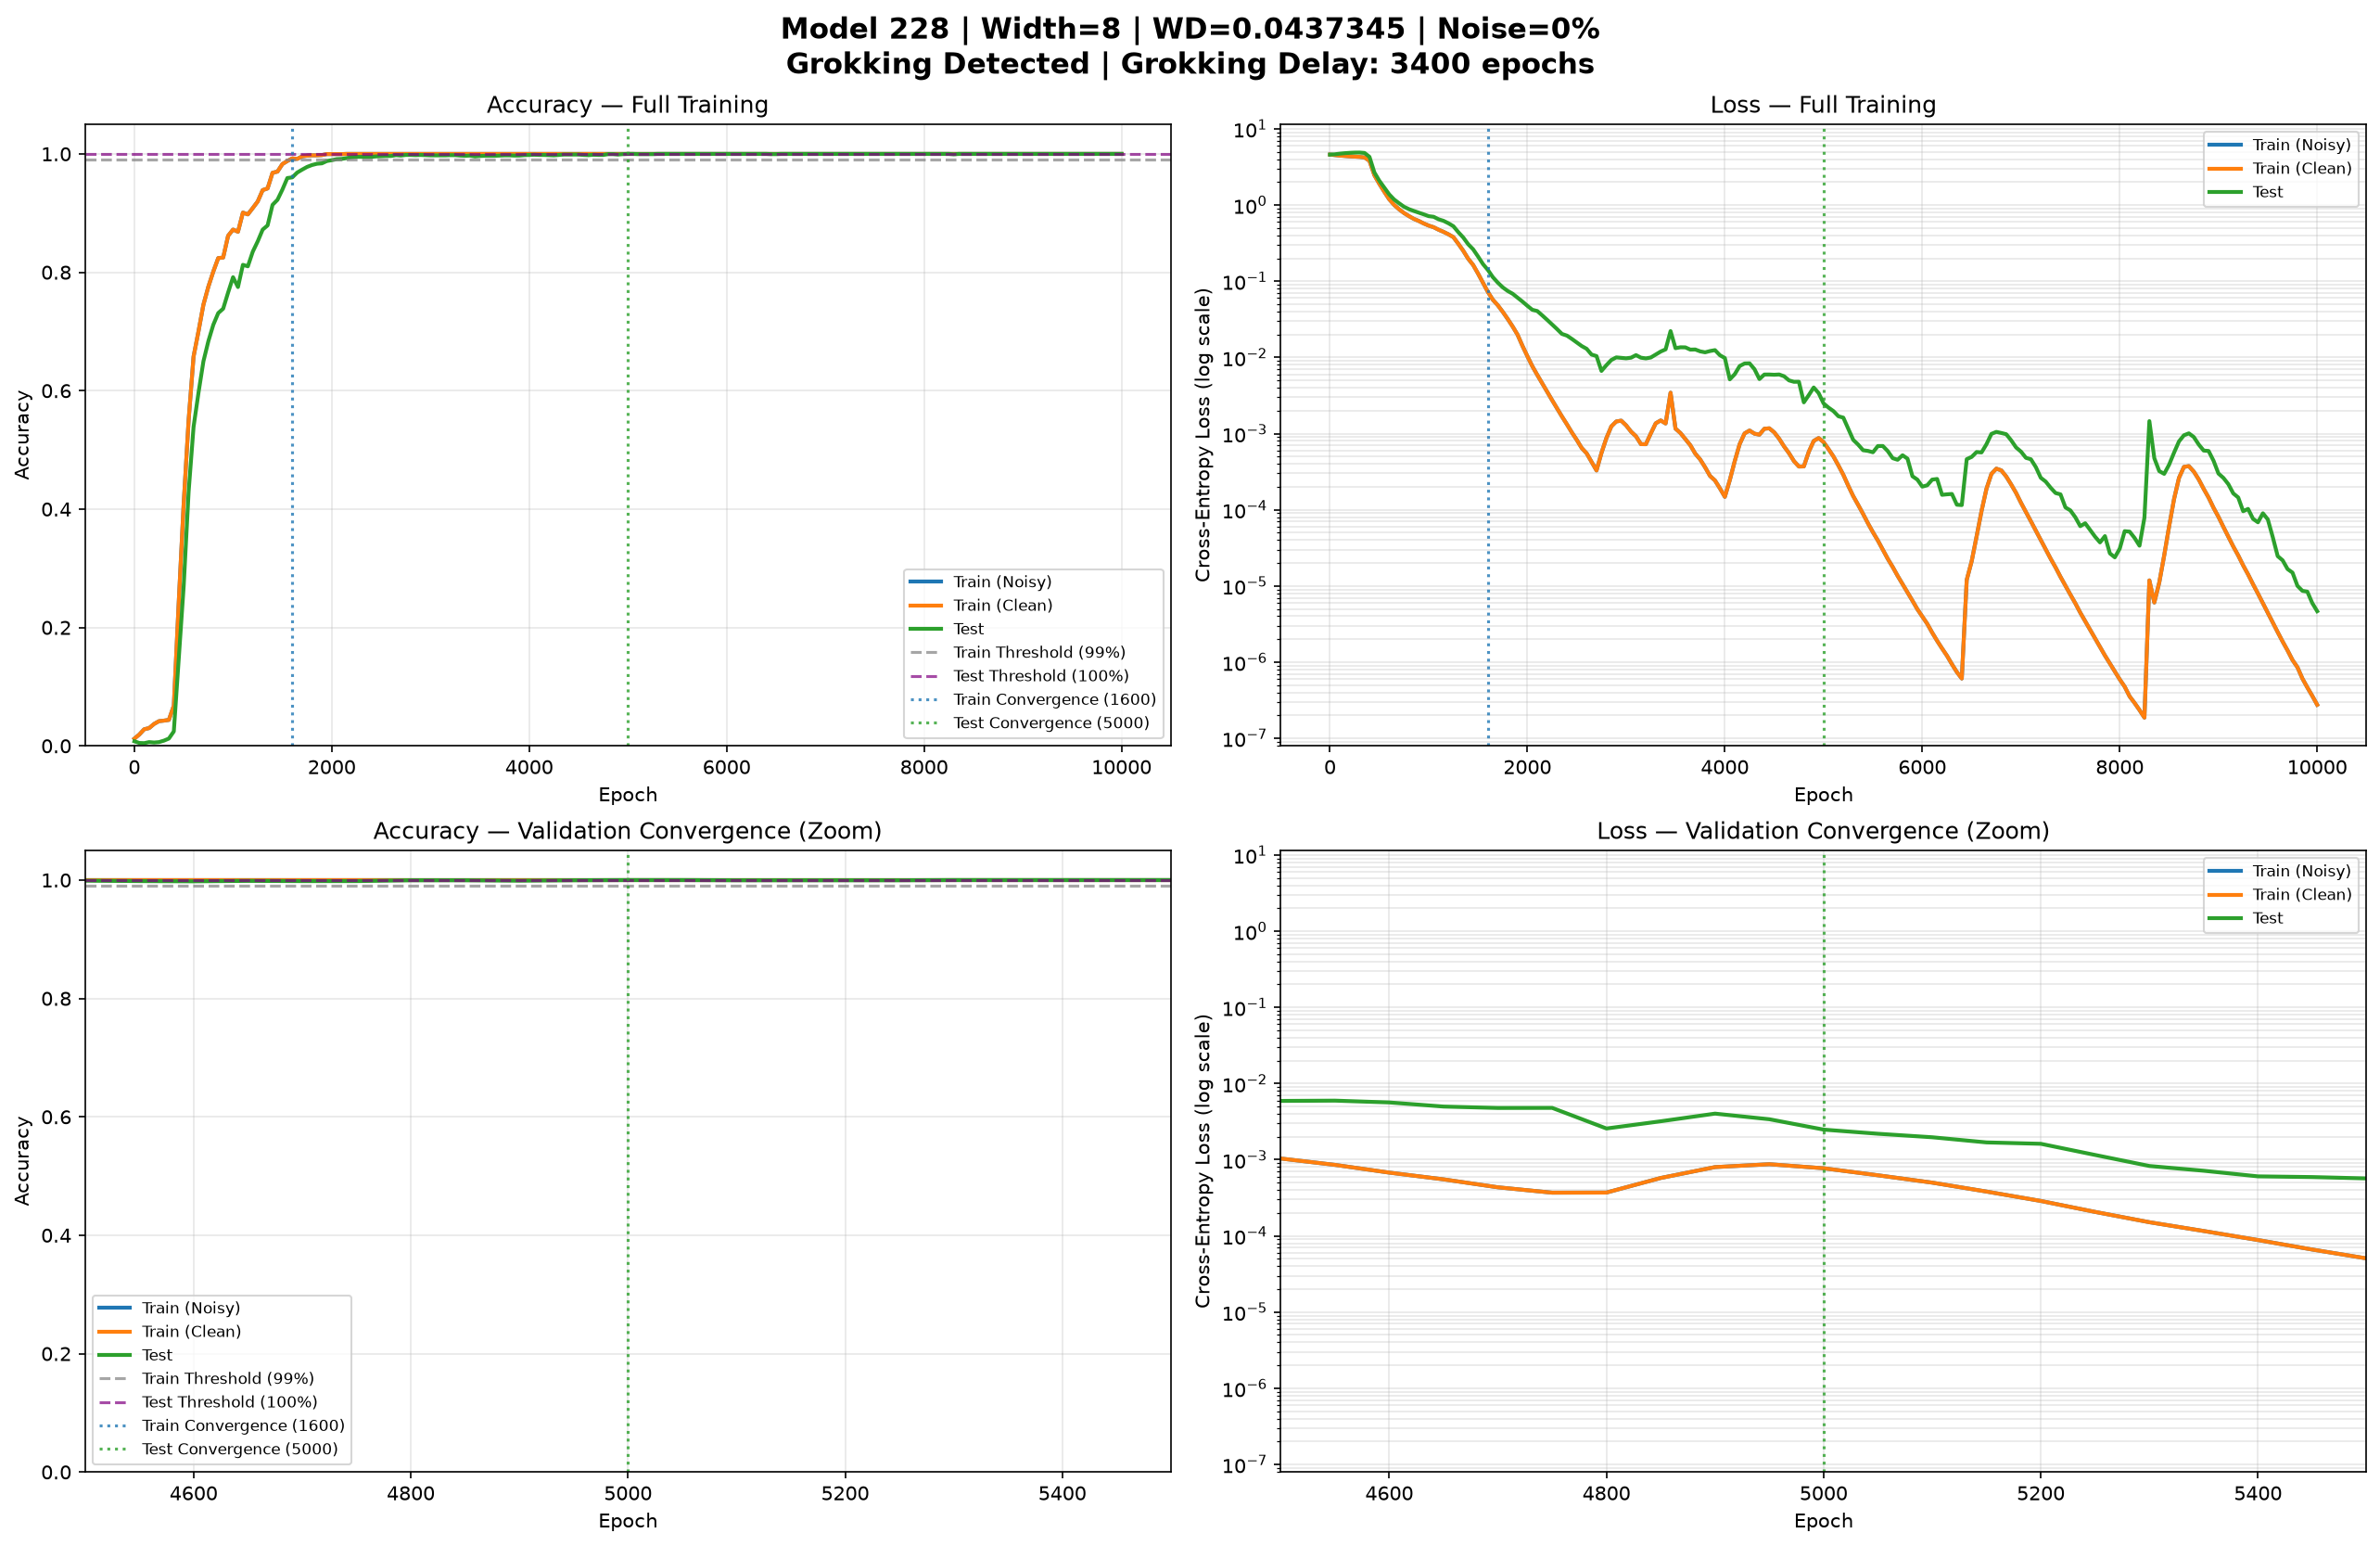 Model 228 | Width=8 | WD=0.0437345 | Noise=0%
Grokking Detected | Grokking Delay: 3400 epochs
Accuracy — Full Training
Accuracy
1.0
0.8
0.6
0.4
0.2
0.0
0 2000 4000 6000 8000 10000
Epoch
Train (Noisy)
Train (Clean)
Test
Train Threshold (99%)
Test Threshold (100%)
Train Convergence (1600)
Test Convergence (5000)
Loss — Full Training
Cross-Entropy Loss (log scale)
10^1
10^0
10^-1
10^-2
10^-3
10^-4
10^-5
10^-6
10^-7
0 2000 4000 6000 8000 10000
Epoch
Train (Noisy)
Train (Clean)
Test
Accuracy — Validation Convergence (Zoom)
Accuracy
1.0
0.8
0.6
0.4
0.2
0.0
4600 4800 5000 5200 5400
Epoch
Train (Noisy)
Train (Clean)
Test
Train Threshold (99%)
Test Threshold (100%)
Train Convergence (1600)
Test Convergence (5000)
Loss — Validation Convergence (Zoom)
Cross-Entropy Loss (log scale)
10^1
10^0
10^-1
10^-2
10^-3
10^-4
10^-5
10^-6
10^-7
4600 4800 5000 5200 5400
Epoch
Train (Noisy)
Train (Clean)
Test